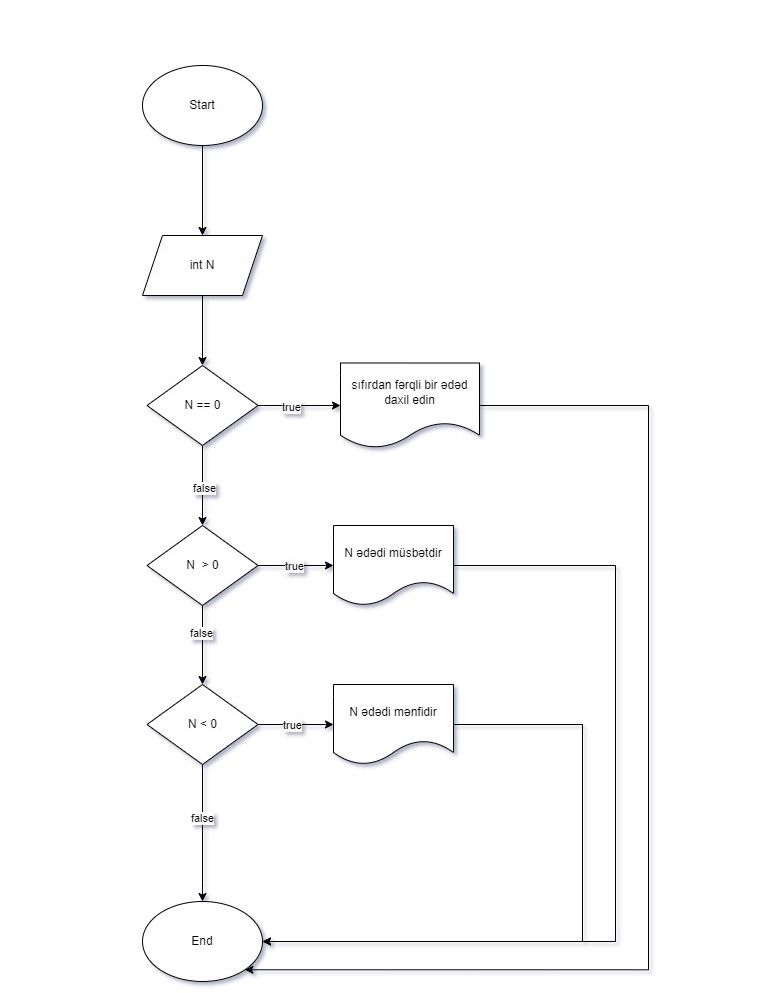 Start
int N
N == 0
true
sıfırdan fərqli bir ədəd
daxil edin
false
N > 0
true
N ədədi müsbətdir
false
N < 0
true
N ədədi mənfidir
false
End